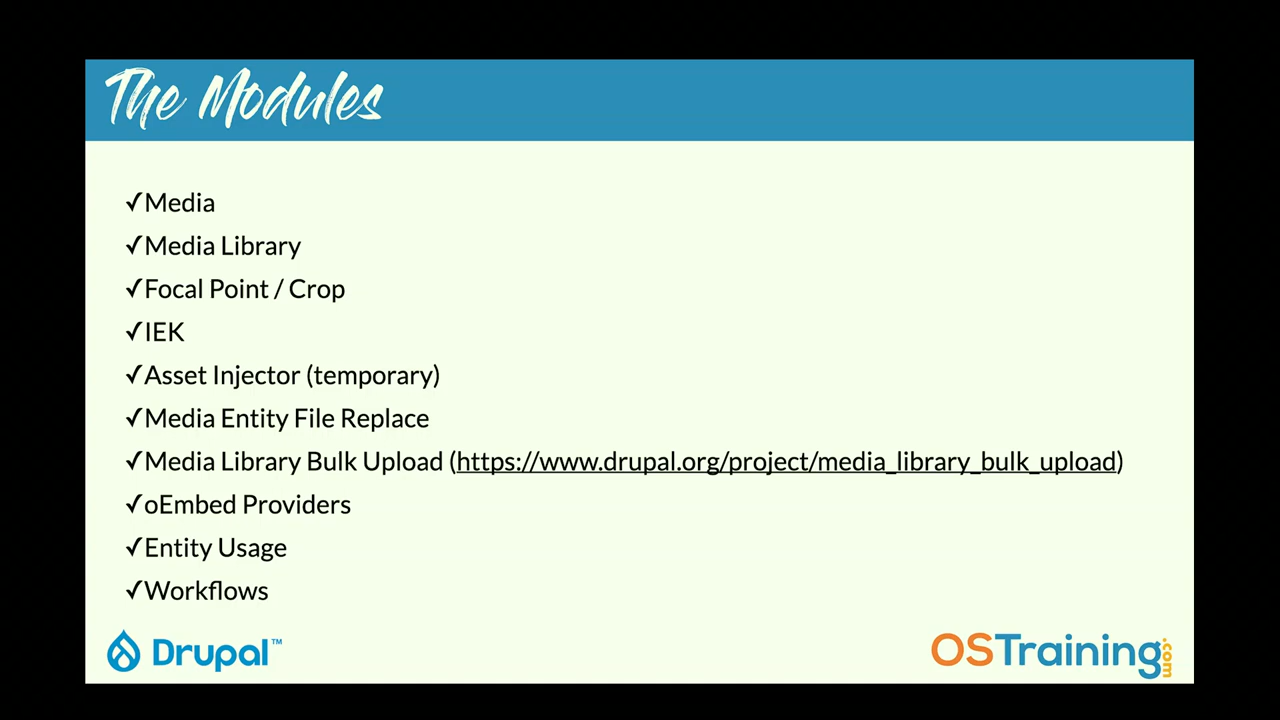 The Modules
✓Media
✓Media Library
✓Focal Point / Crop
✓IEK
✓Asset Injector (temporary)
✓Media Entity File Replace
✓Media Library Bulk Upload (https://www.drupal.org/project/media_library_bulk_upload)
✓oEmbed Providers
✓Entity Usage
✓Workflows
Drupal™
OSTraining.com